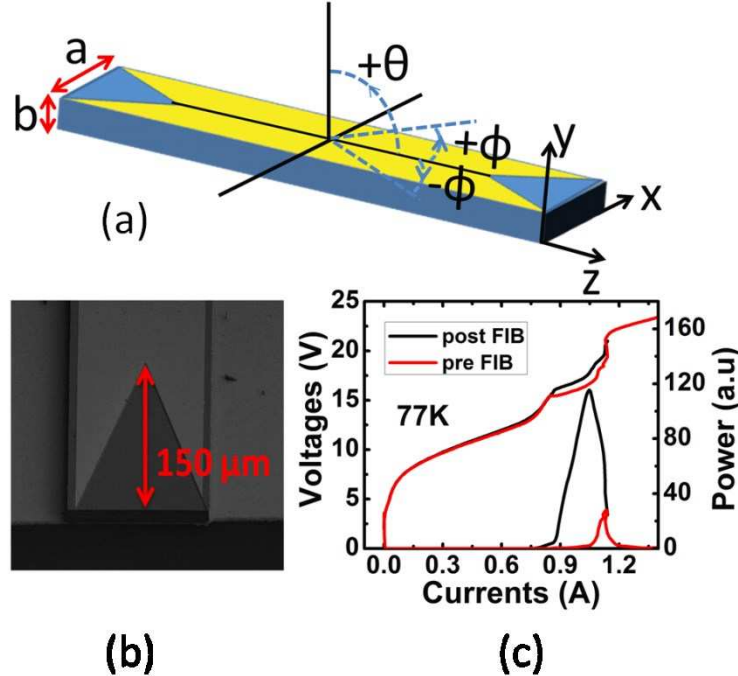 a
b
+θ
+ϕ
-ϕ
y
x
z
(a)
150 μm
(b)
25
20
15
10
5
0
Voltages (V)
post FIB
pre FIB
77K
160
120
80
40
0
Power (a.u)
0.0 0.3 0.6 0.9 1.2
Currents (A)
(c)